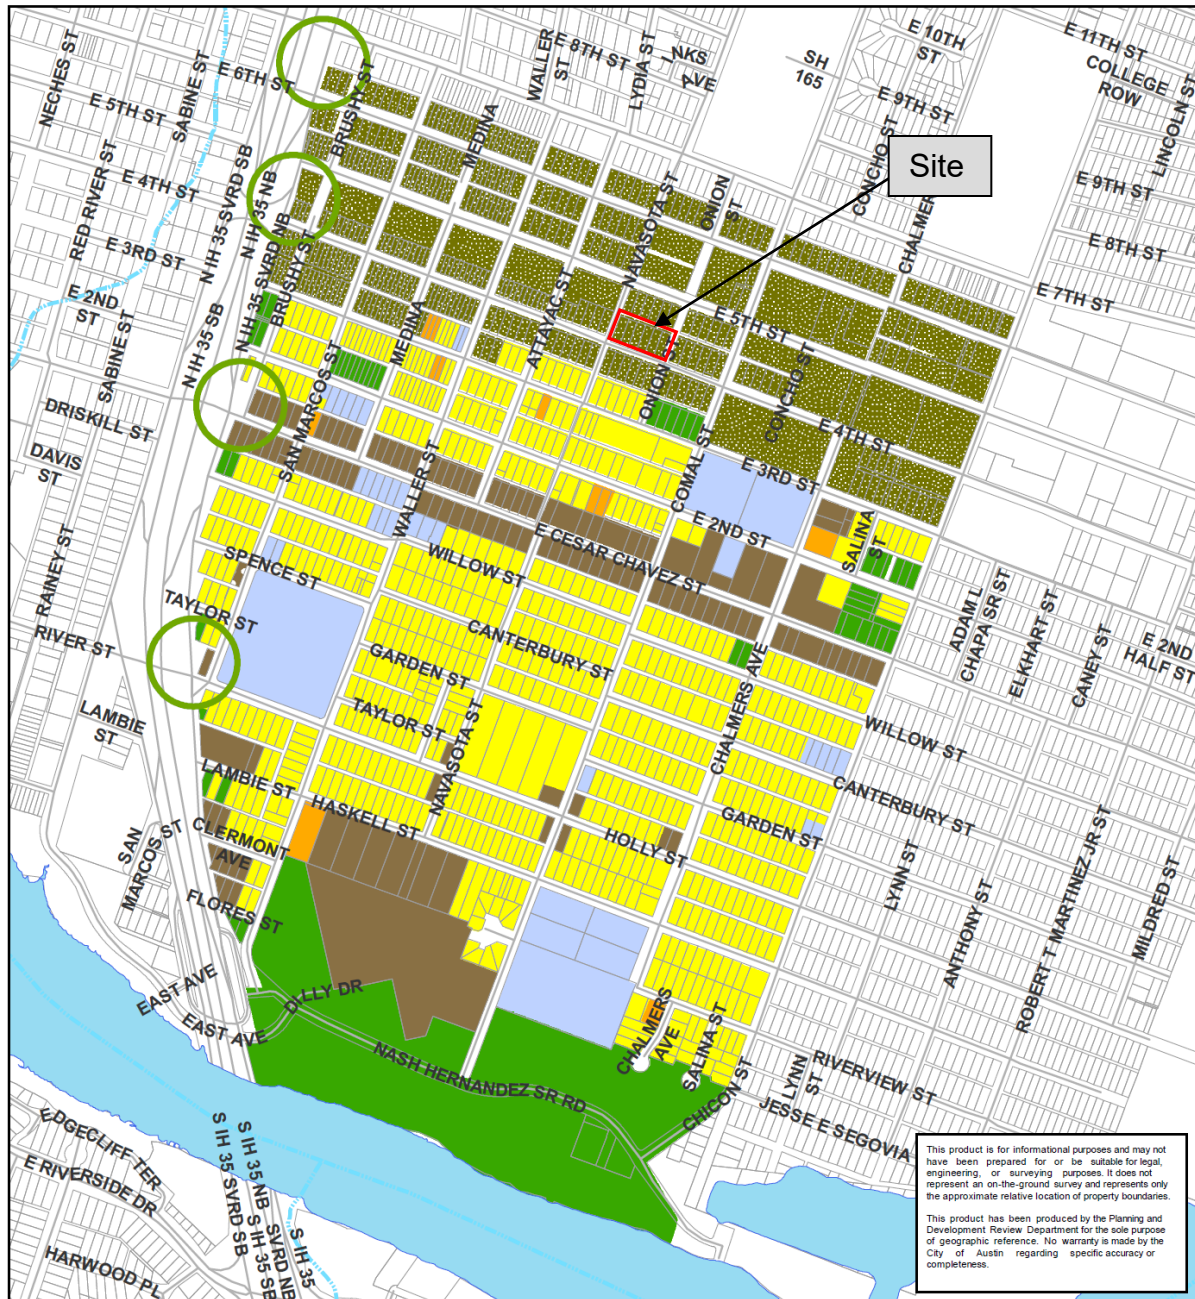 E 10TH
ST
E 11TH ST
COLLEGE
ROW
LINCOLN ST
E 8TH ST
WALLER
ST
LYDIA ST
NKS
AVE
SH
165
E 9TH ST
NECHES ST
SABINE ST
E 6TH ST
E 5TH ST
BRUSHY ST
MEDINA
Site
CONCHO ST
CHALMER
E 9TH ST
E 8TH ST
E 7TH ST
RED RIVER ST
E 4TH ST
E 3RD ST
E 2ND
ST
N IH 35 SVRD SB
N IH 35 NB
N IH 35 SVRD NB
BRUSHY ST
N IH 35 SB
NAVASOTA ST
ONION
ST
SABINE ST
MEDINA
ATTAYAC ST
E 5TH ST
ONION ST
CONCHO ST
E 4TH ST
DRISKILL ST
DAVIS
ST
SAN MARCOS ST
WALLER ST
COMAL ST
E 3RD ST
E 2ND ST
SALINA
ST
RAINEY ST
SPENCE ST
WILLOW ST
E CESAR CHAVEZ ST
TAYLOR ST
RIVER ST
CANTERBURY ST
ADAM L
CHAPA SR ST
ELKHART ST
CANEY ST
E 2ND
HALF ST
GARDEN ST
LAMBIE
ST
TAYLOR ST
NAVASOTA ST
CHALMERS AVE
WILLOW ST
LAMBIE ST
HASKELL ST
CANTERBURY ST
SAN
MARCOS ST
CLERMONT
AVE
HOLLY ST
GARDEN ST
FLORES ST
LYNN ST
ANTHONY ST
ROBERT T MARTINEZ JR ST
MILDRED ST
EAST AVE
DILLY DR
EAST AVE
NASH HERNANDEZ SR RD
CHALMERS
AVE
SALINA ST
CHICON ST
LYNN
ST
RIVERVIEW ST
JESSE E SEGOVIA
EDGECLIFF TER
E RIVERSIDE DR
HARWOOD PL
S IH 35 SVRD SB
S IH 35 NB
S IH 35 SB
SVRD NB
S IH 35
This product is for informational purposes and may not
have been prepared for or be suitable for legal,
engineering, or surveying purposes. It does not
represent an on-the-ground survey and represents only
the approximate relative location of property boundaries.
This product has been produced by the Planning and
Development Review Department for the sole purpose
of geographic reference. No warranty is made by the
City of Austin regarding specific accuracy or
completeness.